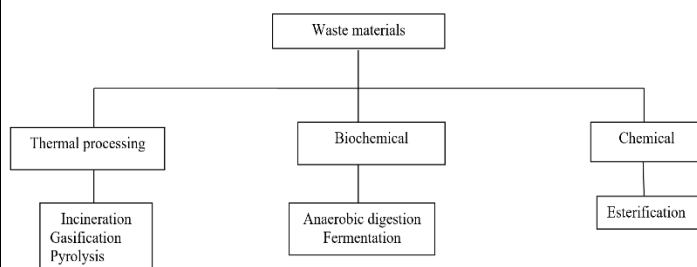 Waste materials
Thermal processing
Biochemical
Chemical
Incineration
Gasification
Pyrolysis
Anaerobic digestion
Fermentation
Esterification